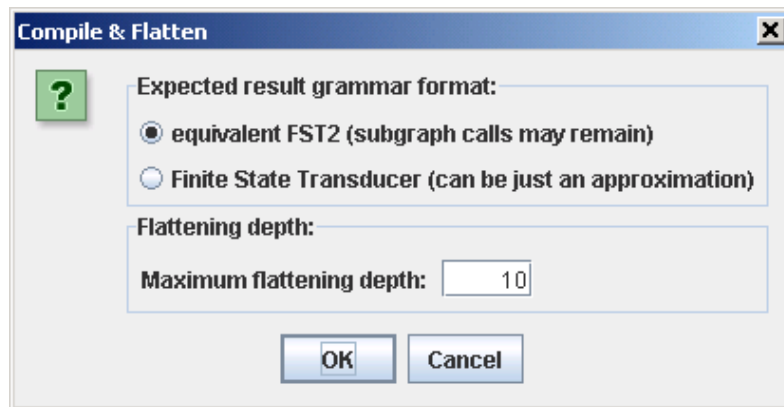 Compile & Flatten
?
Expected result grammar format:
equivalent FST2 (subgraph calls may remain)
Finite State Transducer (can be just an approximation)
Flattening depth:
Maximum flattening depth: 10
OK Cancel